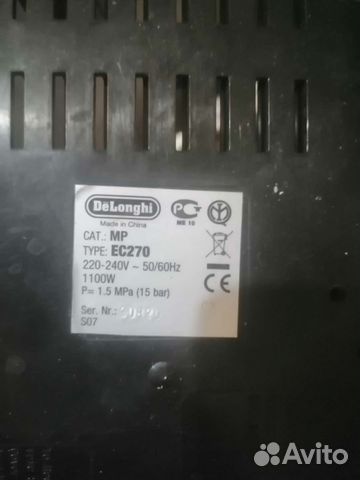 DeLonghi
Made in China
ME 10
CAT.: MP
TYPE: EC270
220-240V ~ 50/60Hz
1100W
P= 1.5 MPa (15 bar)
Ser. Nr.:
S07
Avito